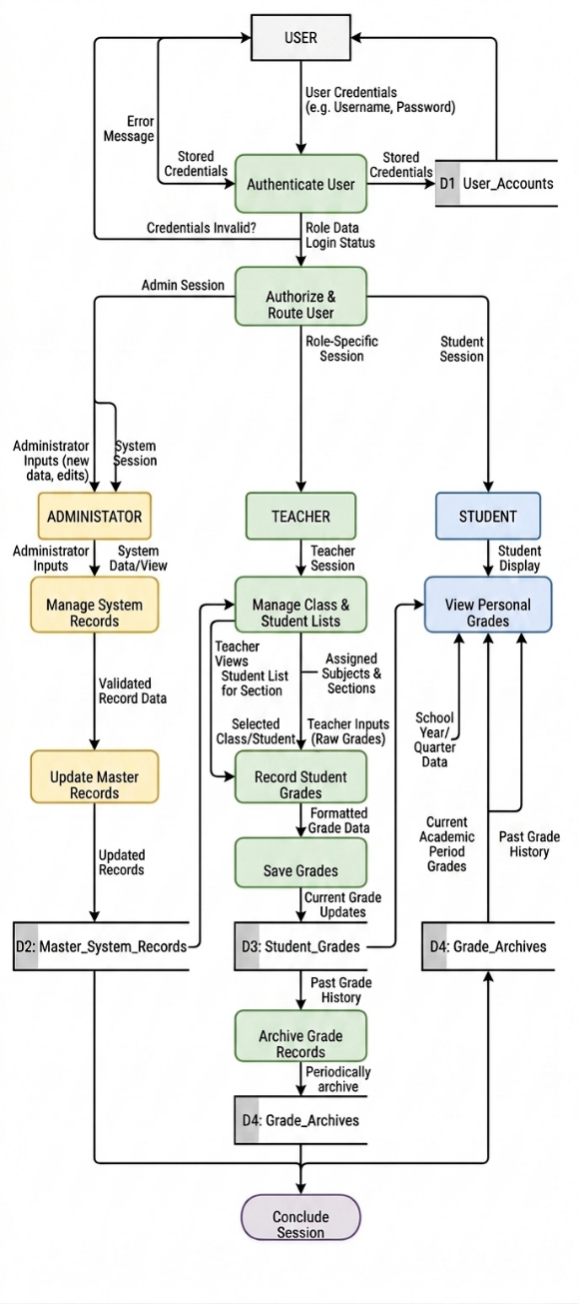 USER
User Credentials
(e.g. Username, Password)
Error
Message
Stored
Credentials
Authenticate User
Stored
Credentials
D1 User_Accounts
Credentials Invalid?
Role Data
Login Status
Admin Session
Authorize &
Route User
Role-Specific
Session
Student
Session
Administrator
Inputs (new
data, edits)
System
Session
ADMINISTATOR
TEACHER
STUDENT
Administrator
Inputs
System
Data/View
Teacher
Session
Student
Display
Manage System
Records
Manage Class &
Student Lists
View Personal
Grades
Teacher
Views
Student List
for Section
Assigned
Subjects &
Sections
Validated
Record Data
Selected
Class/Student
Teacher Inputs
(Raw Grades)
School
Year/
Quarter
Data
Update Master
Records
Record Student
Grades
Formatted
Grade Data
Current
Academic
Period
Grades
Past Grade
History
Updated
Records
Save Grades
Current Grade
Updates
D2: Master_System_Records
D3: Student_Grades
D4: Grade_Archives
Past Grade
History
Archive Grade
Records
Periodically
archive
D4: Grade_Archives
Conclude
Session